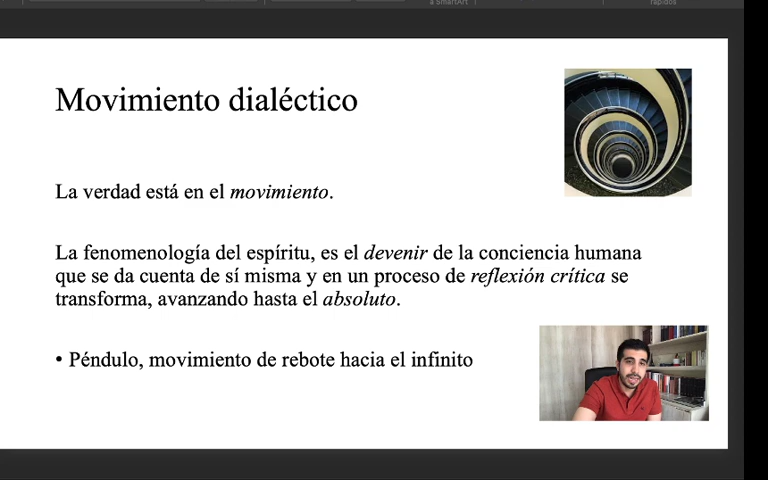 a SmartArt
rápidos
Movimiento dialéctico
La verdad está en el movimiento.
La fenomenología del espíritu, es el devenir de la conciencia humana
que se da cuenta de sí misma y en un proceso de reflexión crítica se
transforma, avanzando hasta el absoluto.
• Péndulo, movimiento de rebote hacia el infinito